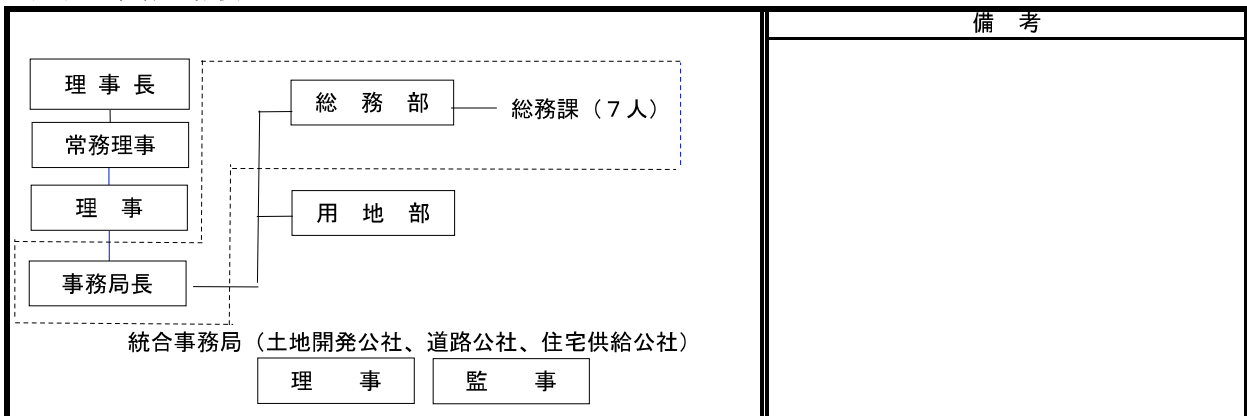 備 考
理 事 長
常務理事
理 事
事務局長
総 務 部
総務課（７人）
用 地 部
統合事務局（土地開発公社、道路公社、住宅供給公社）
理 事
監 事